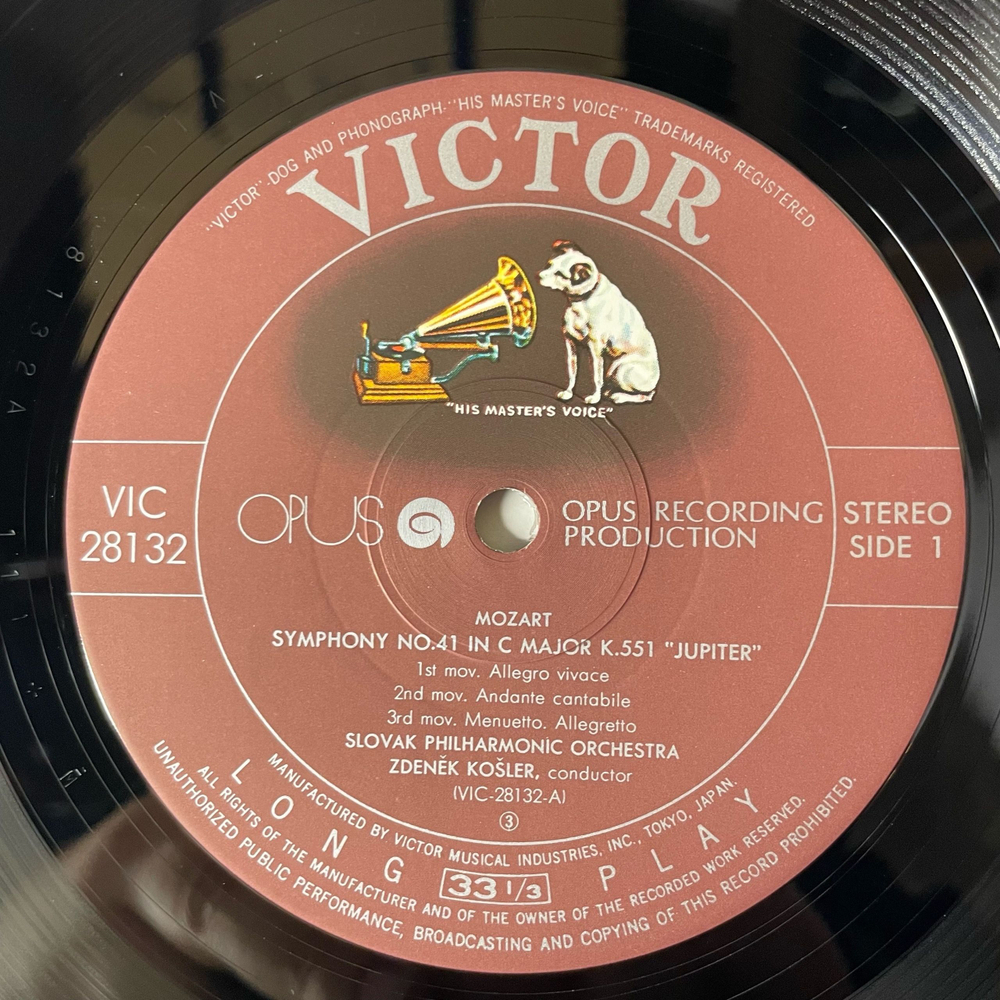 "VICTOR"·DOG AND PHONOGRAPH·"HIS MASTER'S VOICE" TRADEMARKS REGISTERED.
VICTOR
"HIS MASTER'S VOICE"
VIC
28132
OPUS
OPUS RECORDING
PRODUCTION
STEREO
SIDE 1
MOZART
SYMPHONY NO.41 IN C MAJOR K.551 "JUPITER"
1st mov. Allegro vivace
2nd mov. Andante cantabile
3rd mov. Menuetto. Allegretto
SLOVAK PHILHARMONIC ORCHESTRA
ZDENĚK KOŠLER, conductor
(VIC-28132-A)
③
MANUFACTURED BY VICTOR MUSICAL INDUSTRIES, INC., TOKYO, JAPAN.
LONG 33 1/3 PLAY
ALL RIGHTS OF THE MANUFACTURER AND OF THE OWNER OF THE RECORDED WORK RESERVED.
UNAUTHORIZED PUBLIC PERFORMANCE, BROADCASTING AND COPYING OF THIS RECORD PROHIBITED.
8132A 111